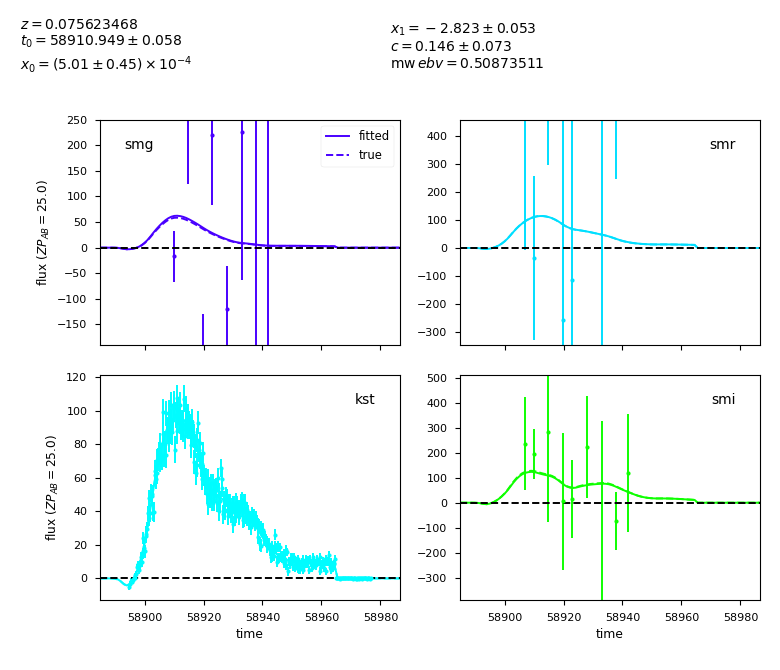 z = 0.075623468
t0 = 58910.949 ± 0.058
x0 = (5.01 ± 0.45) × 10^−4
x1 = −2.823 ± 0.053
c = 0.146 ± 0.073
mw ebv = 0.50873511
smg
fitted
true
250
200
150
100
50
0
−50
−100
−150
flux (ZP_AB = 25.0)
smr
400
300
200
100
0
−100
−200
−300
kst
120
100
80
60
40
20
0
flux (ZP_AB = 25.0)
58900 58920 58940 58960 58980
time
smi
500
400
300
200
100
0
−100
−200
−300
58900 58920 58940 58960 58980
time